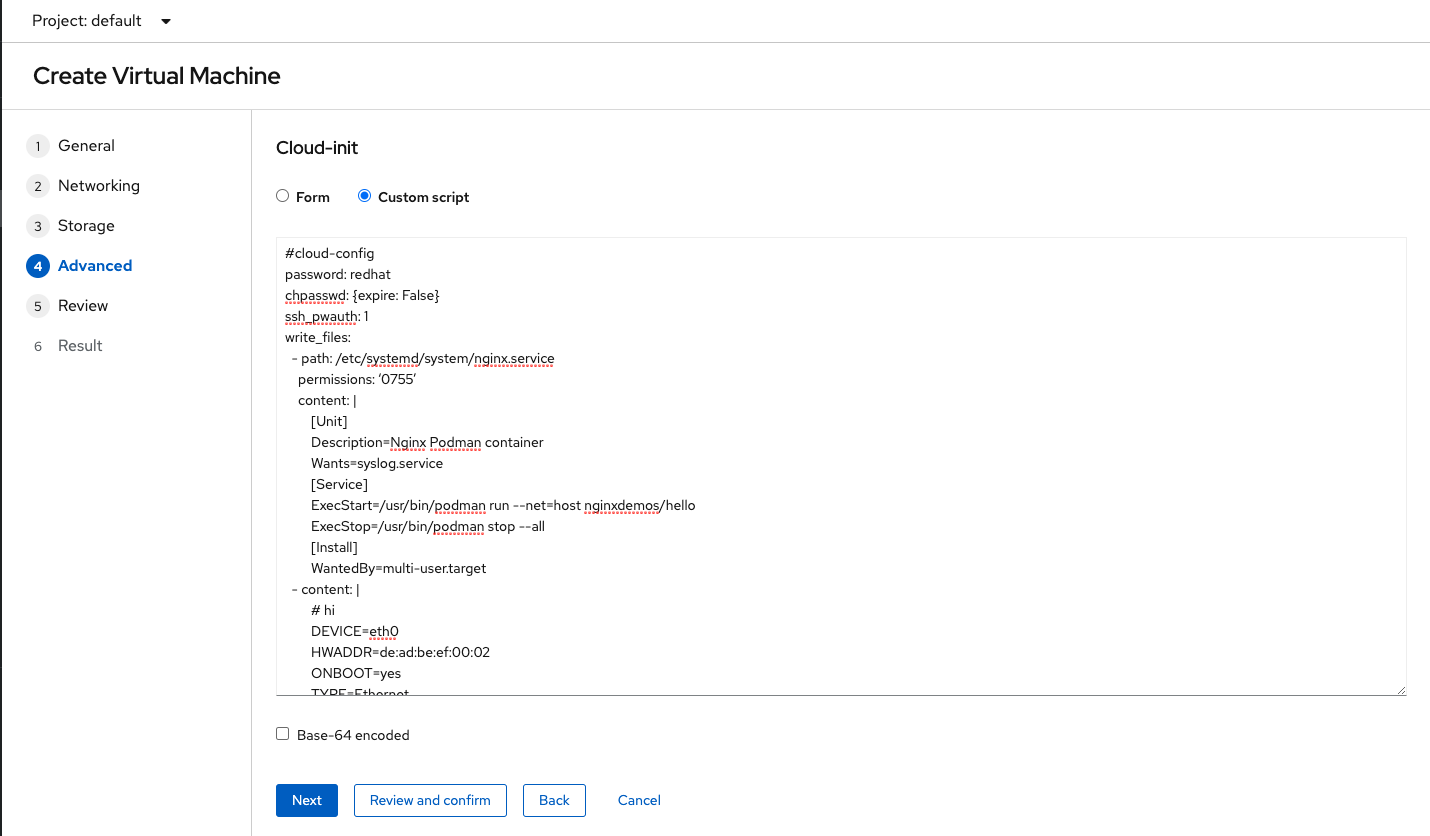 Project: default
Create Virtual Machine
1 General
2 Networking
3 Storage
4 Advanced
5 Review
6 Result
Cloud-init
Form Custom script
#cloud-config
password: redhat
chpasswd: {expire: False}
ssh_pwauth: 1
write_files:
- path: /etc/systemd/system/nginx.service
permissions: ‘0755’
content: |
[Unit]
Description=Nginx Podman container
Wants=syslog.service
[Service]
ExecStart=/usr/bin/podman run --net=host nginxdemos/hello
ExecStop=/usr/bin/podman stop --all
[Install]
WantedBy=multi-user.target
- content: |
# hi
DEVICE=eth0
HWADDR=de:ad:be:ef:00:02
ONBOOT=yes
TYPE=Ethernet
Base-64 encoded
Next Review and confirm Back Cancel